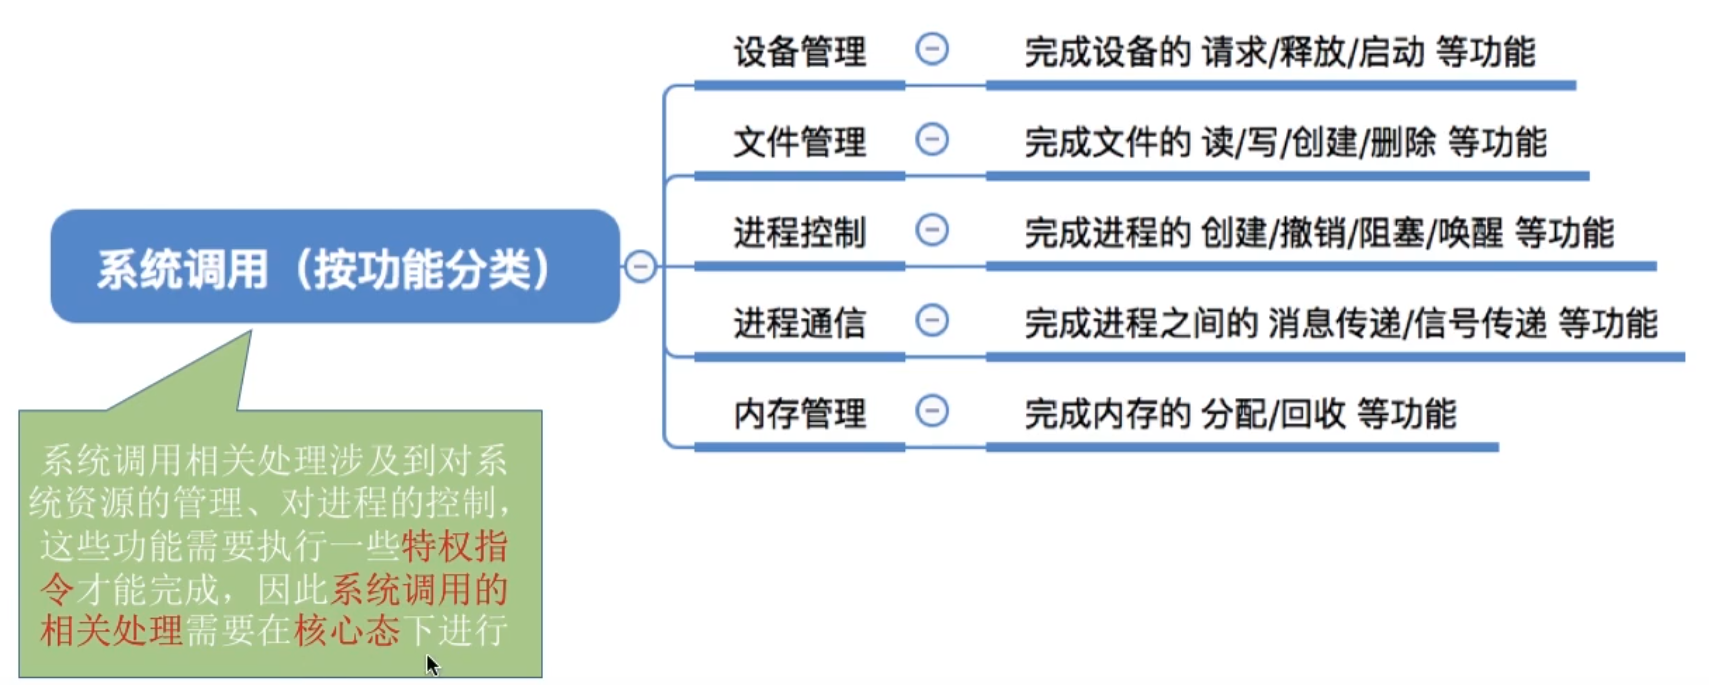 设备管理 完成设备的 请求/释放/启动 等功能
文件管理 完成文件的 读/写/创建/删除 等功能
系统调用（按功能分类） 进程控制 完成进程的 创建/撤销/阻塞/唤醒 等功能
进程通信 完成进程之间的 消息传递/信号传递 等功能
内存管理 完成内存的 分配/回收 等功能
系统调用相关处理涉及到对系
统资源的管理、对进程的控制，
这些功能需要执行一些特权指
令才能完成，因此系统调用的
相关处理需要在核心态下进行